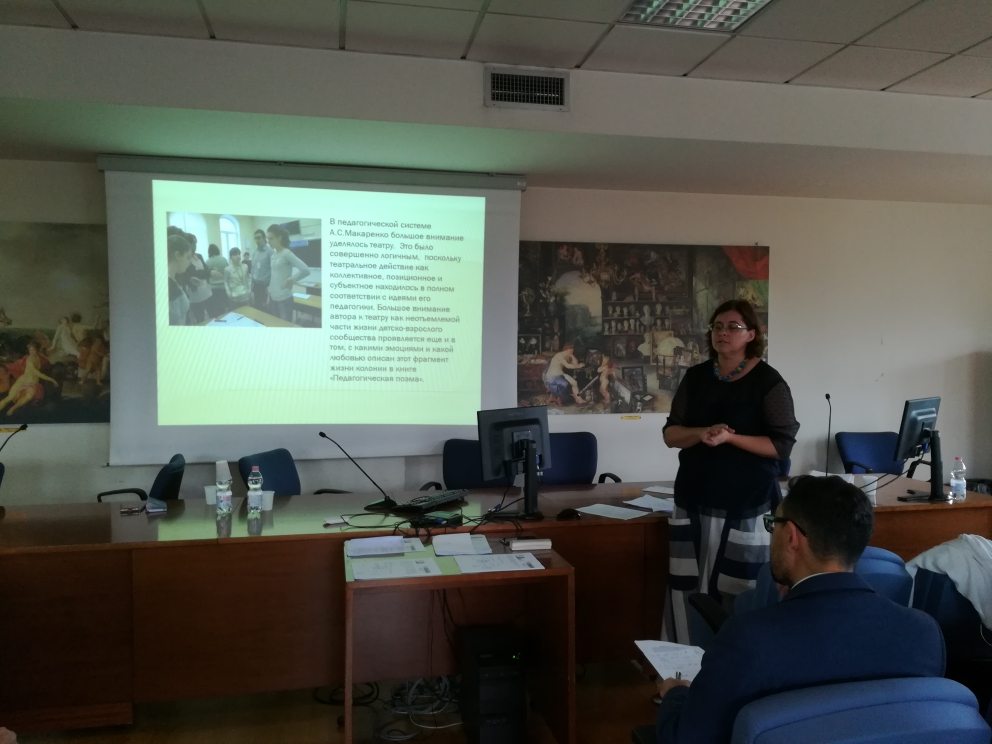 В педагогической системе
А.С.Макаренко большое внимание
уделялось театру. Это было
совершенно логичным, поскольку
театральное действие как
коллективное, позиционное и
субъектное находилось в полном
соответствии с идеями его
педагогики. Большое внимание
автора к театру как неотъемлемой
части жизни детско-взрослого
сообщества проявляется еще и в
том, с какими эмоциями и какой
любовью описан этот фрагмент
жизни колонии в книге
«Педагогическая поэма».